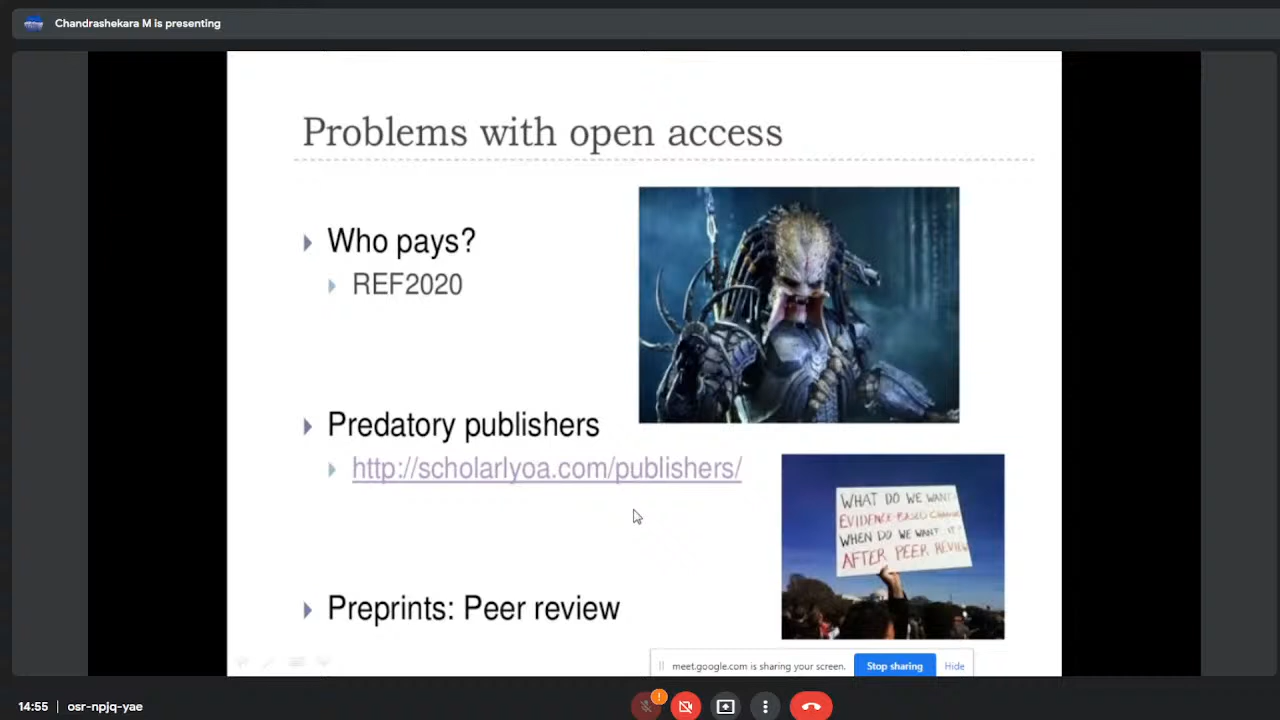 Chandrashekara M is presenting
Problems with open access
Who pays?
REF2020
Predatory publishers
http://scholarlyoa.com/publishers/
WHAT DO WE WANT
EVIDENCE-BASED CHANGE
WHEN DO WE WANT IT?
AFTER PEER REVIEW
Preprints: Peer review
meet.google.com is sharing your screen.
Stop sharing
Hide
14:55 | osr-npjq-yae